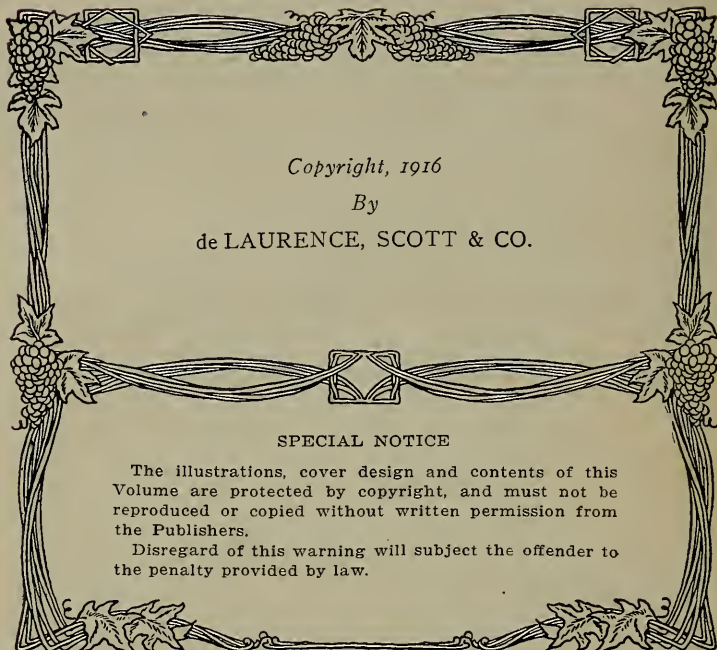 Copyright, 1916
By
de LAURENCE, SCOTT & CO.
SPECIAL NOTICE
The illustrations, cover design and contents of this
Volume are protected by copyright, and must not be
reproduced or copied without written permission from
the Publishers.
Disregard of this warning will subject the offender to
the penalty provided by law.